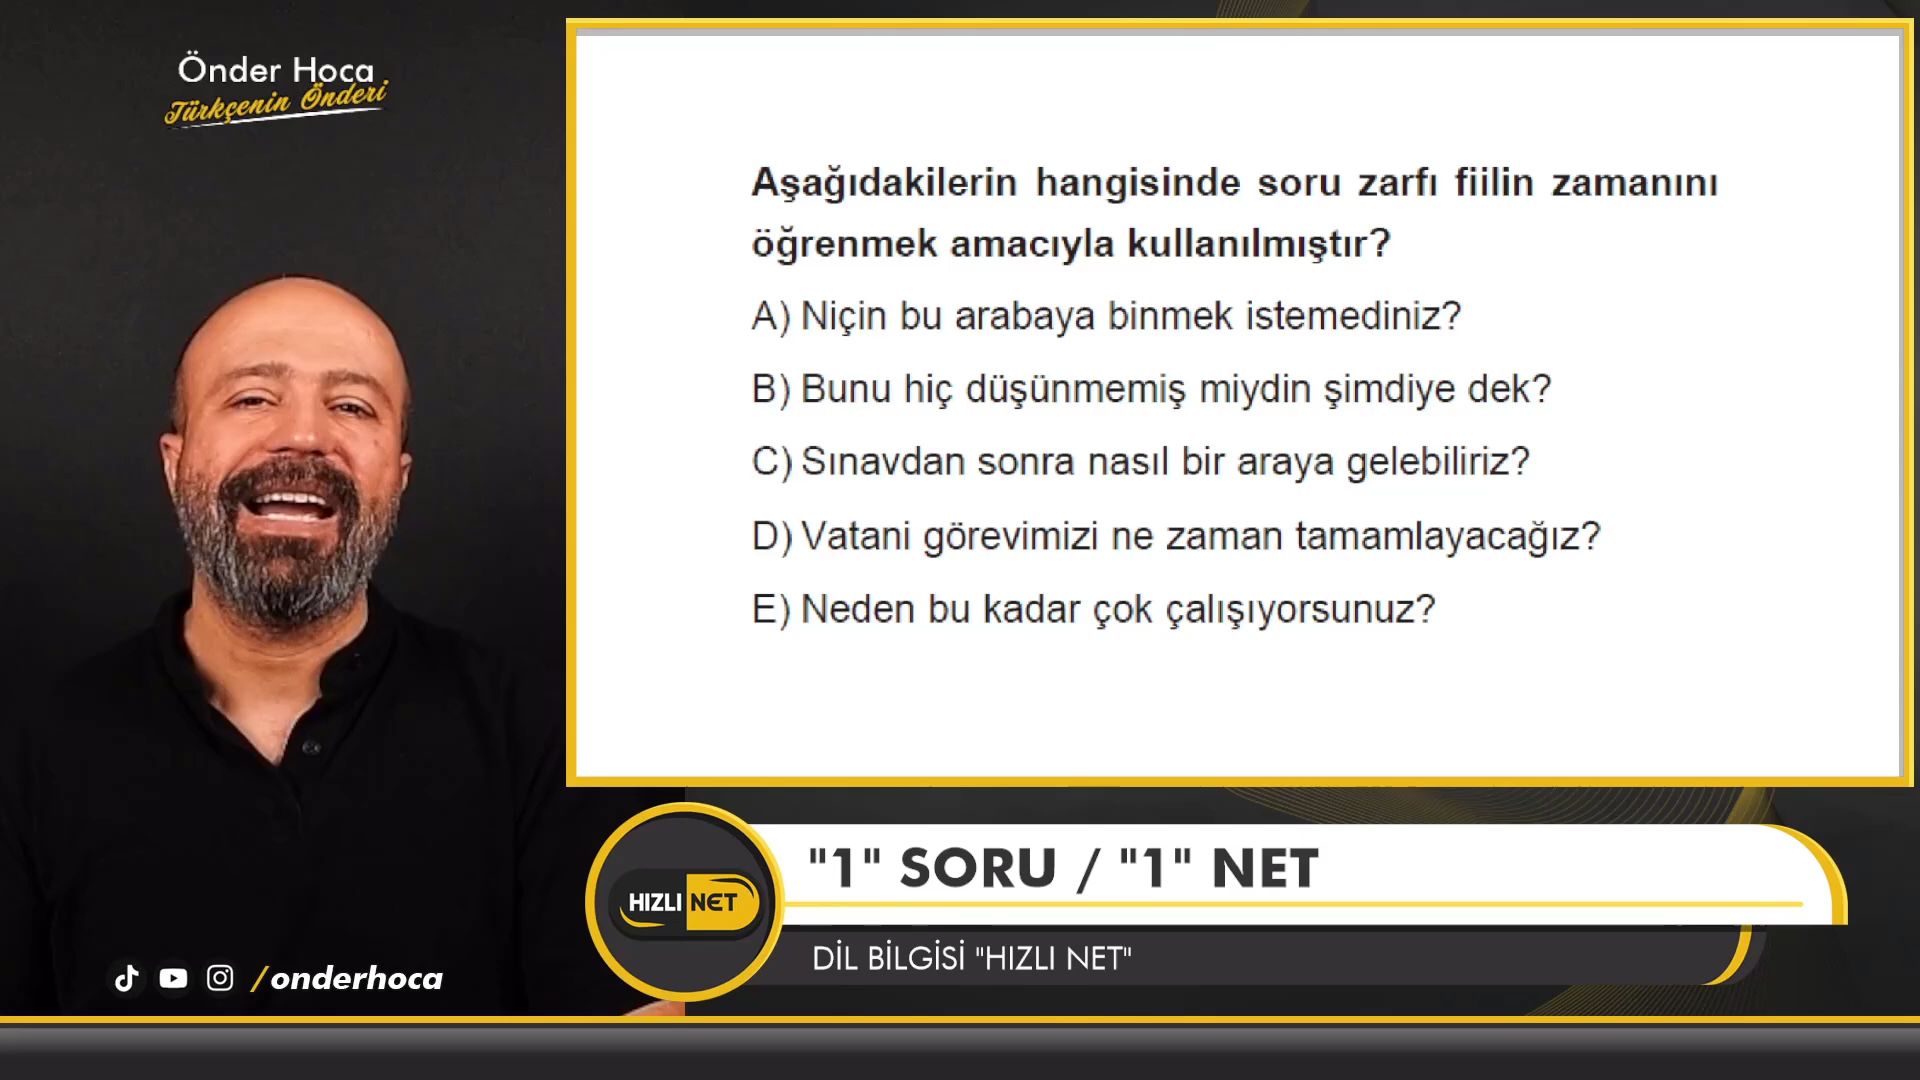 Önder Hoca
Türkçenin Önderi
Aşağıdakilerin hangisinde soru zarfı fiilin zamanını
öğrenmek amacıyla kullanılmıştır?
A) Niçin bu arabaya binmek istemediniz?
B) Bunu hiç düşünmemiş miydin şimdiye dek?
C) Sınavdan sonra nasıl bir araya gelebiliriz?
D) Vatani görevimizi ne zaman tamamlayacağız?
E) Neden bu kadar çok çalışıyorsunuz?
"1" SORU / "1" NET
HIZLI NET
DİL BİLGİSİ "HIZLI NET"
/onderhoca